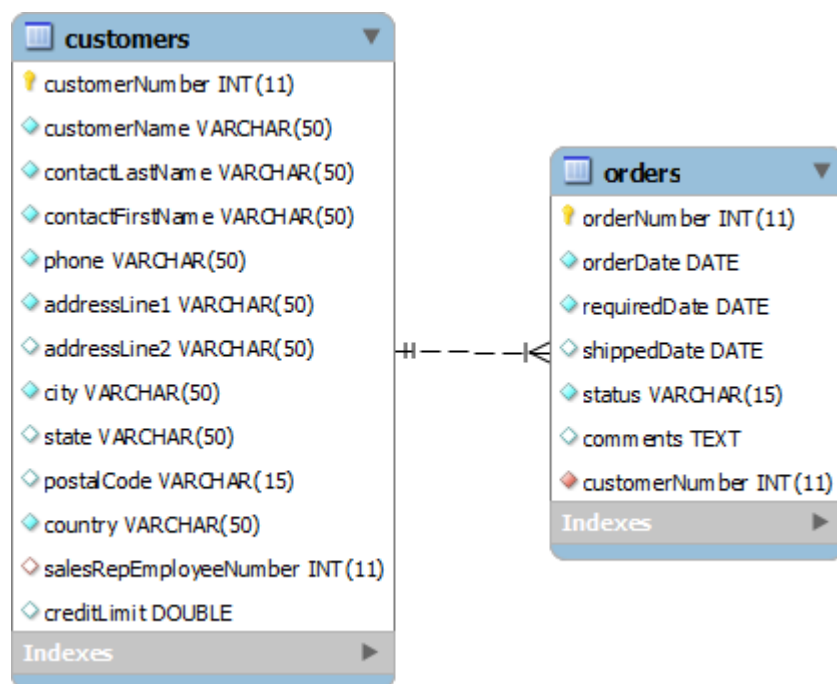 customers
customerNumber INT(11)
customerName VARCHAR(50)
contactLastName VARCHAR(50)
contactFirstName VARCHAR(50)
phone VARCHAR(50)
addressLine1 VARCHAR(50)
addressLine2 VARCHAR(50)
city VARCHAR(50)
state VARCHAR(50)
postalCode VARCHAR(15)
country VARCHAR(50)
salesRepEmployeeNumber INT(11)
creditLimit DOUBLE
Indexes
orders
orderNumber INT(11)
orderDate DATE
requiredDate DATE
shippedDate DATE
status VARCHAR(15)
comments TEXT
customerNumber INT(11)
Indexes